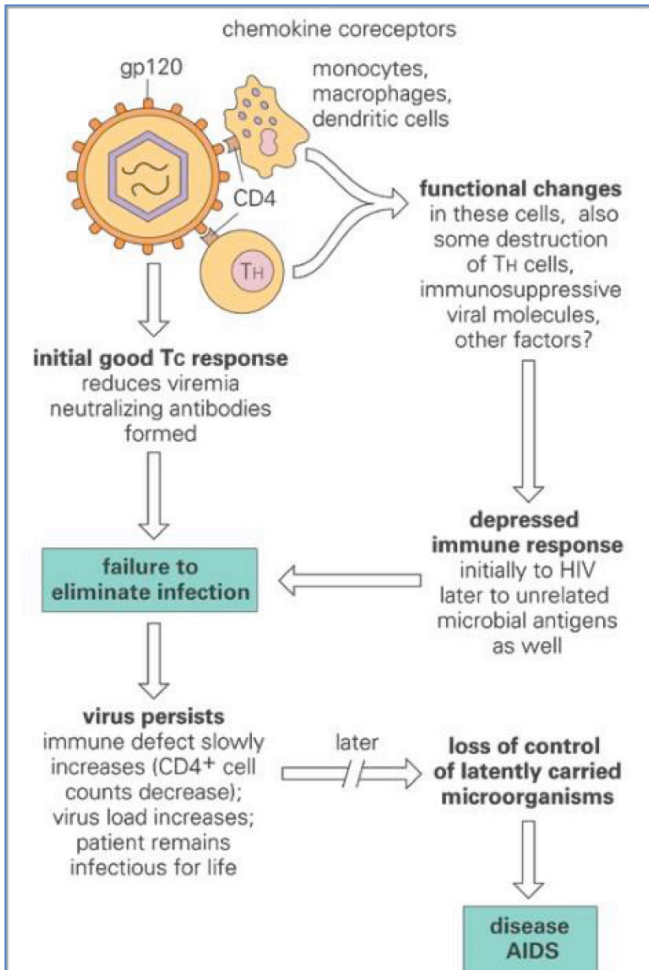 chemokine coreceptors
gp120
monocytes,
macrophages,
dendritic cells
CD4
TH
functional changes
in these cells, also
some destruction
of TH cells,
immunosuppressive
viral molecules,
other factors?
initial good Tc response
reduces viremia
neutralizing antibodies
formed
depressed
immune response
initially to HIV
later to unrelated
microbial antigens
as well
failure to
eliminate infection
virus persists
immune defect slowly
increases (CD4+ cell
counts decrease);
virus load increases;
patient remains
infectious for life
later
loss of control
of latently carried
microorganisms
disease
AIDS